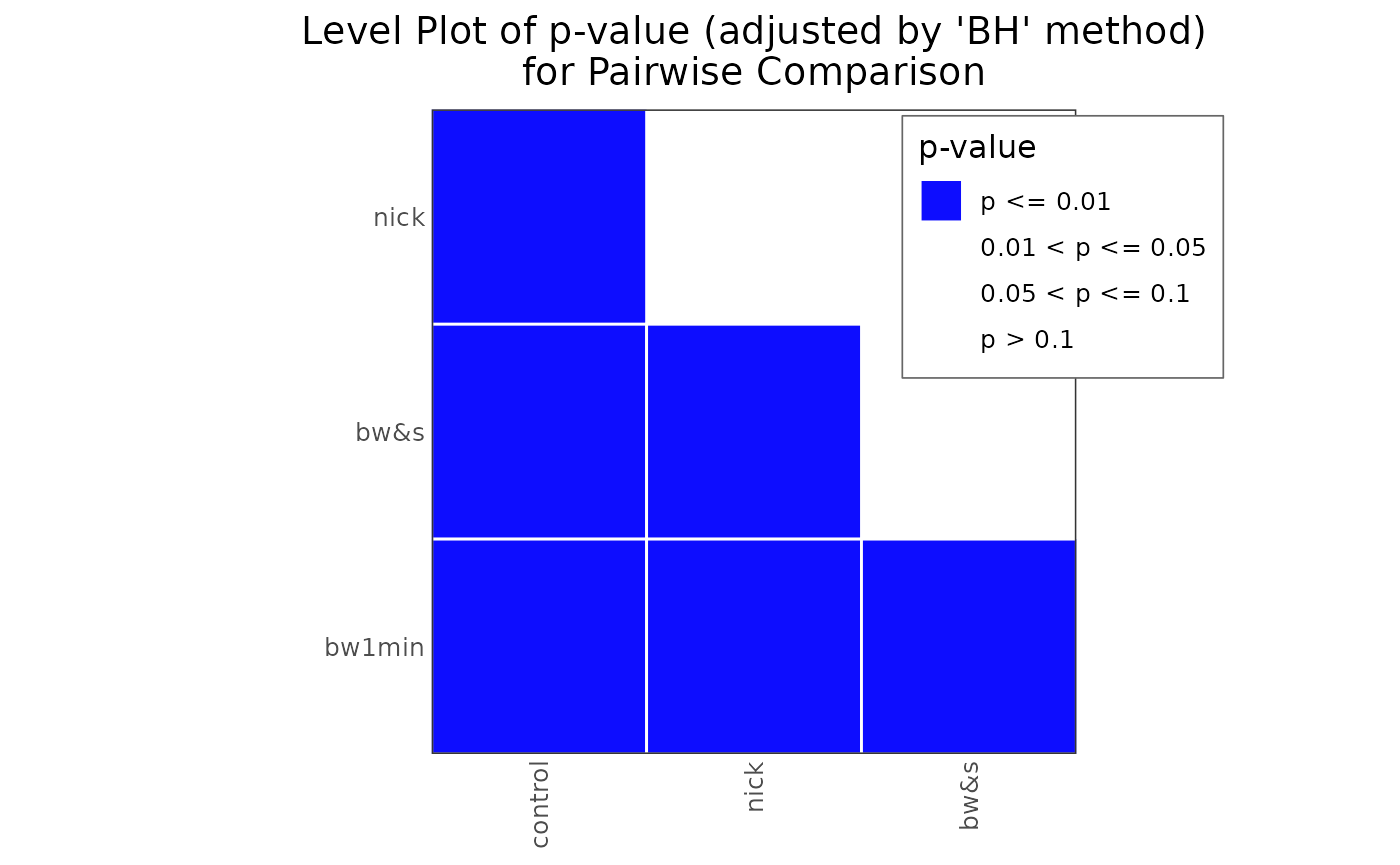 Level Plot of p-value (adjusted by 'BH' method)
for Pairwise Comparison
p-value
p <= 0.01
0.01 < p <= 0.05
0.05 < p <= 0.1
p > 0.1
nick
bw&s
bw1min
control
nick
bw&s